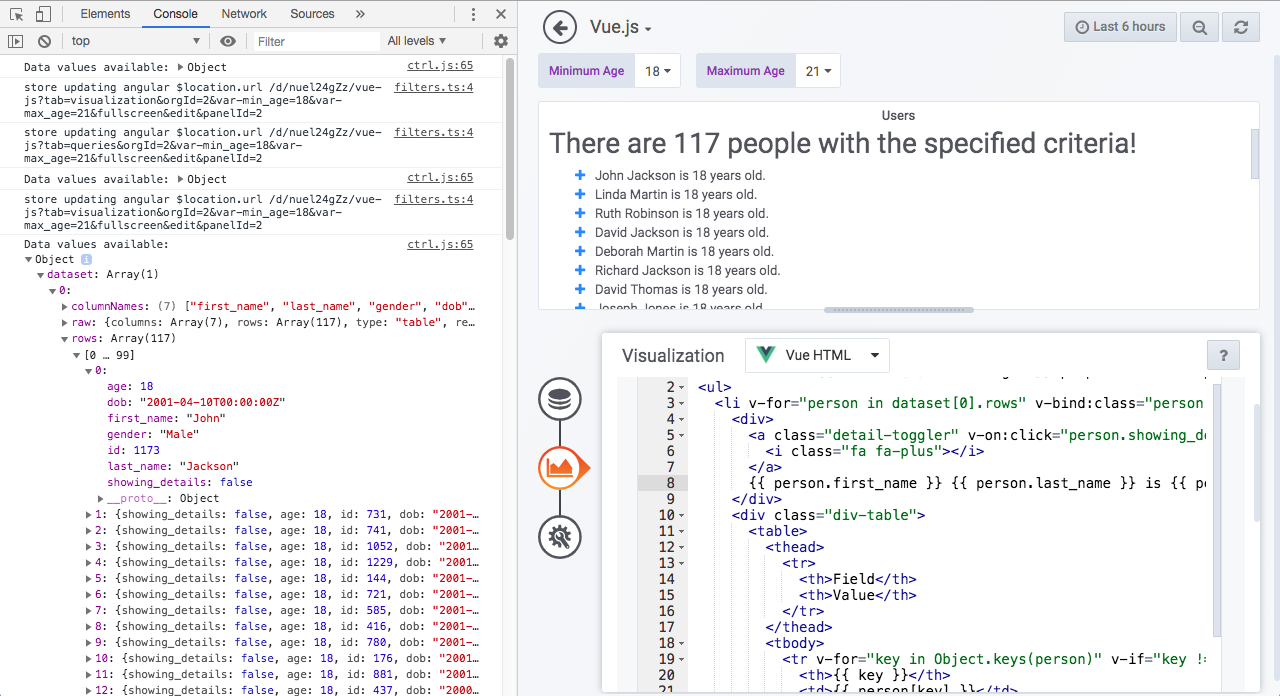 Elements Console Network Sources »
top Filter All levels
Data values available: Object ctrl.js:65
store updating angular $location.url /d/nuel24gZz/vue- filters.ts:4
js?tab=visualization&orgId=2&var-min_age=18&var-
max_age=21&fullscreen&edit&panelId=2
store updating angular $location.url /d/nuel24gZz/vue- filters.ts:4
js?tab=queries&orgId=2&var-min_age=18&var-
max_age=21&fullscreen&edit&panelId=2
Data values available: Object ctrl.js:65
store updating angular $location.url /d/nuel24gZz/vue- filters.ts:4
js?tab=visualization&orgId=2&var-min_age=18&var-
max_age=21&fullscreen&edit&panelId=2
Data values available: ctrl.js:65
Object i
dataset: Array(1)
0:
columnNames: (7) ["first_name", "last_name", "gender", "dob"…
raw: {columns: Array(7), rows: Array(117), type: "table", re…
rows: Array(117)
[0 … 99]
0:
age: 18
dob: "2001-04-10T00:00:00Z"
first_name: "John"
gender: "Male"
id: 1173
last_name: "Jackson"
showing_details: false
__proto__: Object
1: {showing_details: false, age: 18, id: 731, dob: "2001-…
2: {showing_details: false, age: 18, id: 741, dob: "2001-…
3: {showing_details: false, age: 18, id: 1052, dob: "2001…
4: {showing_details: false, age: 18, id: 1229, dob: "2001…
5: {showing_details: false, age: 18, id: 144, dob: "2001-…
6: {showing_details: false, age: 18, id: 721, dob: "2001-…
7: {showing_details: false, age: 18, id: 585, dob: "2001-…
8: {showing_details: false, age: 18, id: 416, dob: "2001-…
9: {showing_details: false, age: 18, id: 780, dob: "2001-…
10: {showing_details: false, age: 18, id: 176, dob: "2001…
11: {showing_details: false, age: 18, id: 881, dob: "2001…
12: {showing_details: false, age: 18, id: 437, dob: "2000…
Vue.js Last 6 hours
Minimum Age 18 Maximum Age 21
Users
There are 117 people with the specified criteria!
John Jackson is 18 years old.
Linda Martin is 18 years old.
Ruth Robinson is 18 years old.
David Jackson is 18 years old.
Deborah Martin is 18 years old.
Richard Jackson is 18 years old.
David Thomas is 18 years old.
Joseph Jones is 18 years old.
Visualization Vue HTML ?
2 <ul>
3 <li v-for="person in dataset[0].rows" v-bind:class="person
4 <div>
5 <a class="detail-toggler" v-on:click="person.showing_de
6 <i class="fa fa-plus"></i>
7 </a>
8 {{ person.first_name }} {{ person.last_name }} is {{ pe
9 </div>
10 <div class="div-table">
11 <table>
12 <thead>
13 <tr>
14 <th>Field</th>
15 <th>Value</th>
16 </tr>
17 </thead>
18 <tbody>
19 <tr v-for="key in Object.keys(person)" v-if="key !=
20 <th>{{ key }}</th>
21 <td>{{ person[key] }}</td>